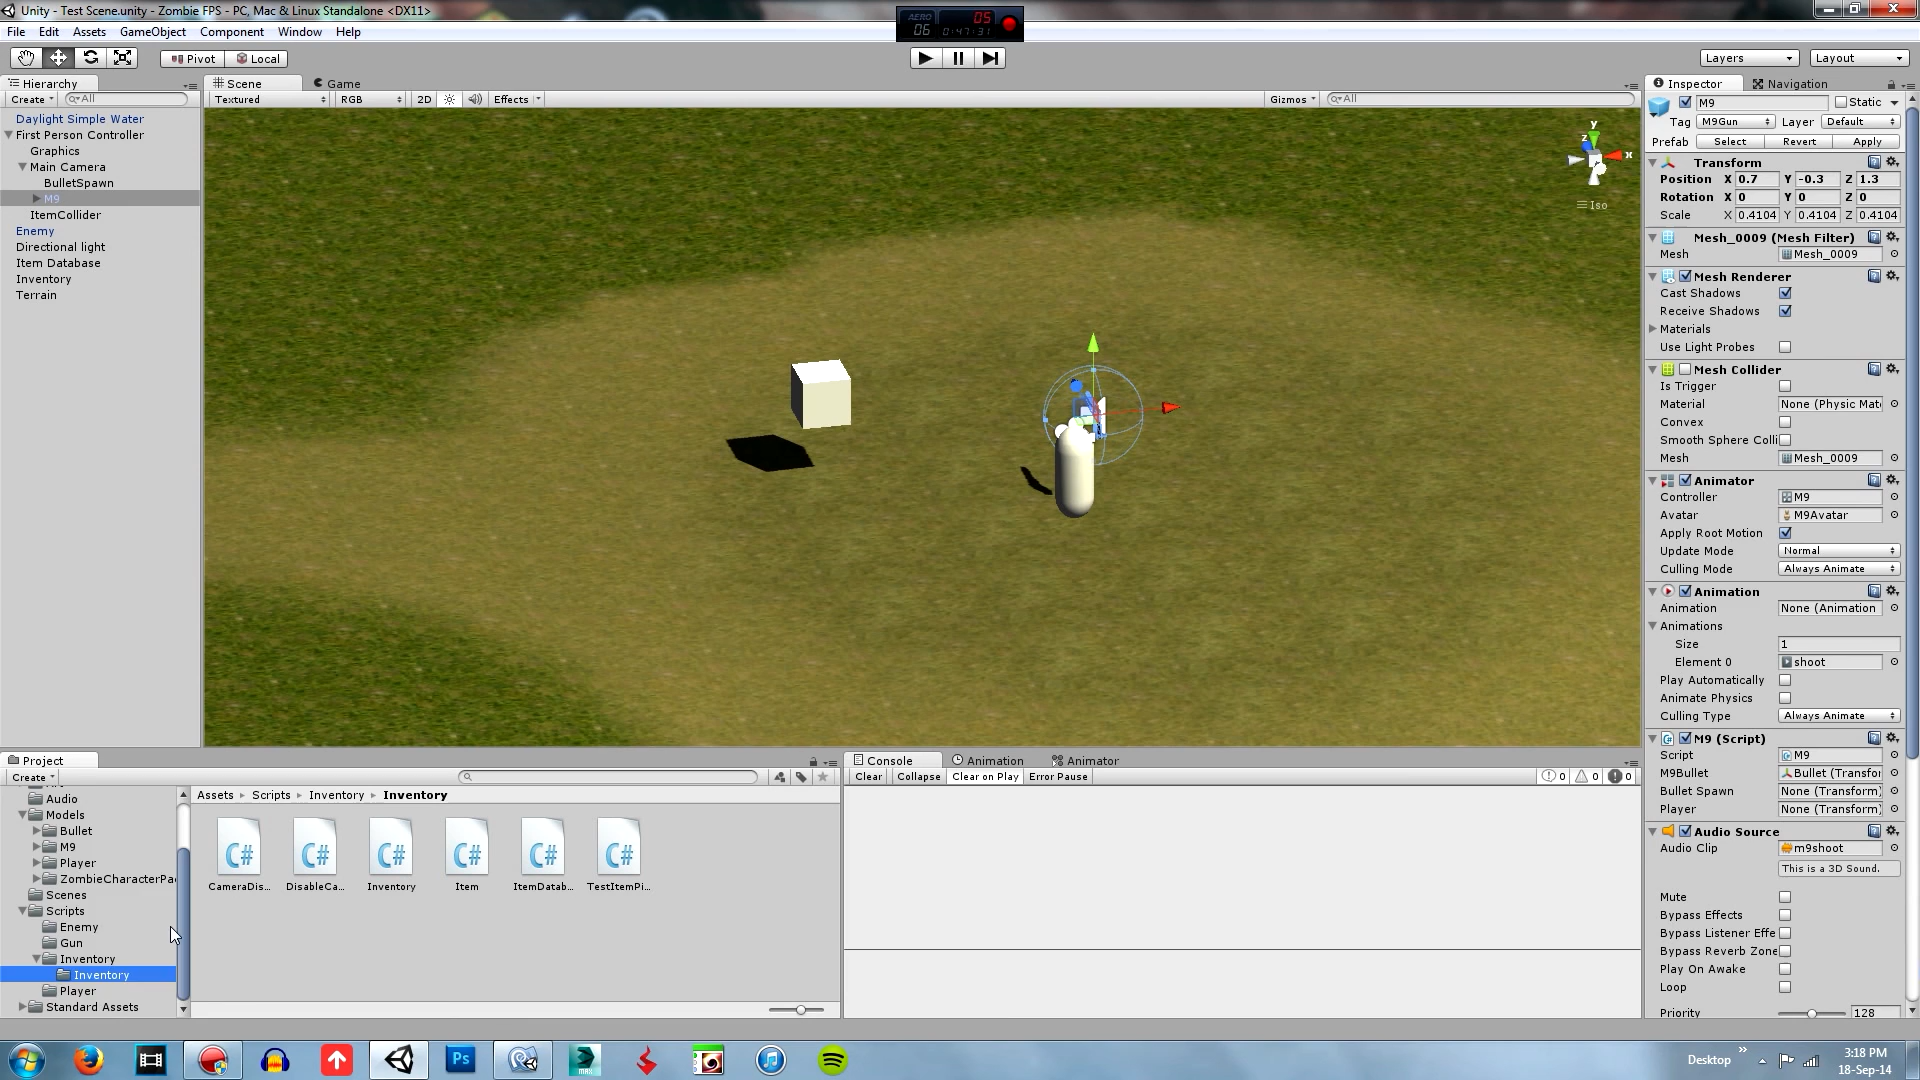 Unity - Test Scene.unity - Zombie FPS - PC, Mac & Linux Standalone <DX11>
AERO 06 05 0:47:31
File Edit Assets GameObject Component Window Help
Pivot Local
Layers Layout
Hierarchy
Create All
Daylight Simple Water
First Person Controller
Graphics
Main Camera
BulletSpawn
M9
ItemCollider
Enemy
Directional light
Item Database
Inventory
Terrain
Scene Game
Textured RGB 2D Effects Gizmos All
y
z
x
Iso
Inspector Navigation
M9 Static
Tag M9Gun Layer Default
Prefab Select Revert Apply
Transform
Position X 0.7 Y -0.3 Z 1.3
Rotation X 0 Y 0 Z 0
Scale X 0.4104 Y 0.4104 Z 0.4104
Mesh_0009 (Mesh Filter)
Mesh Mesh_0009
Mesh Renderer
Cast Shadows
Receive Shadows
Materials
Use Light Probes
Mesh Collider
Is Trigger
Material None (Physic Mat
Convex
Smooth Sphere Colli
Mesh Mesh_0009
Animator
Controller M9
Avatar M9Avatar
Apply Root Motion
Update Mode Normal
Culling Mode Always Animate
Animation
Animation None (Animation
Animations
Size 1
Element 0 shoot
Play Automatically
Animate Physics
Culling Type Always Animate
M9 (Script)
Script M9
M9Bullet Bullet (Transfor
Bullet Spawn None (Transform)
Player None (Transform)
Audio Source
Audio Clip m9shoot
This is a 3D Sound.
Mute
Bypass Effects
Bypass Listener Effe
Bypass Reverb Zone
Play On Awake
Loop
Priority 128
Project
Create
Audio
Models
Bullet
M9
Player
ZombieCharacterPac
Scenes
Scripts
Enemy
Gun
Inventory
Inventory
Player
Standard Assets
Assets Scripts Inventory Inventory
C# C# C# C# C# C#
CameraDis... DisableCa... Inventory Item ItemDatab... TestItemPi...
Console Animation Animator
Clear Collapse Clear on Play Error Pause 0 0 0
Ps
MAX
Desktop
3:18 PM
18-Sep-14